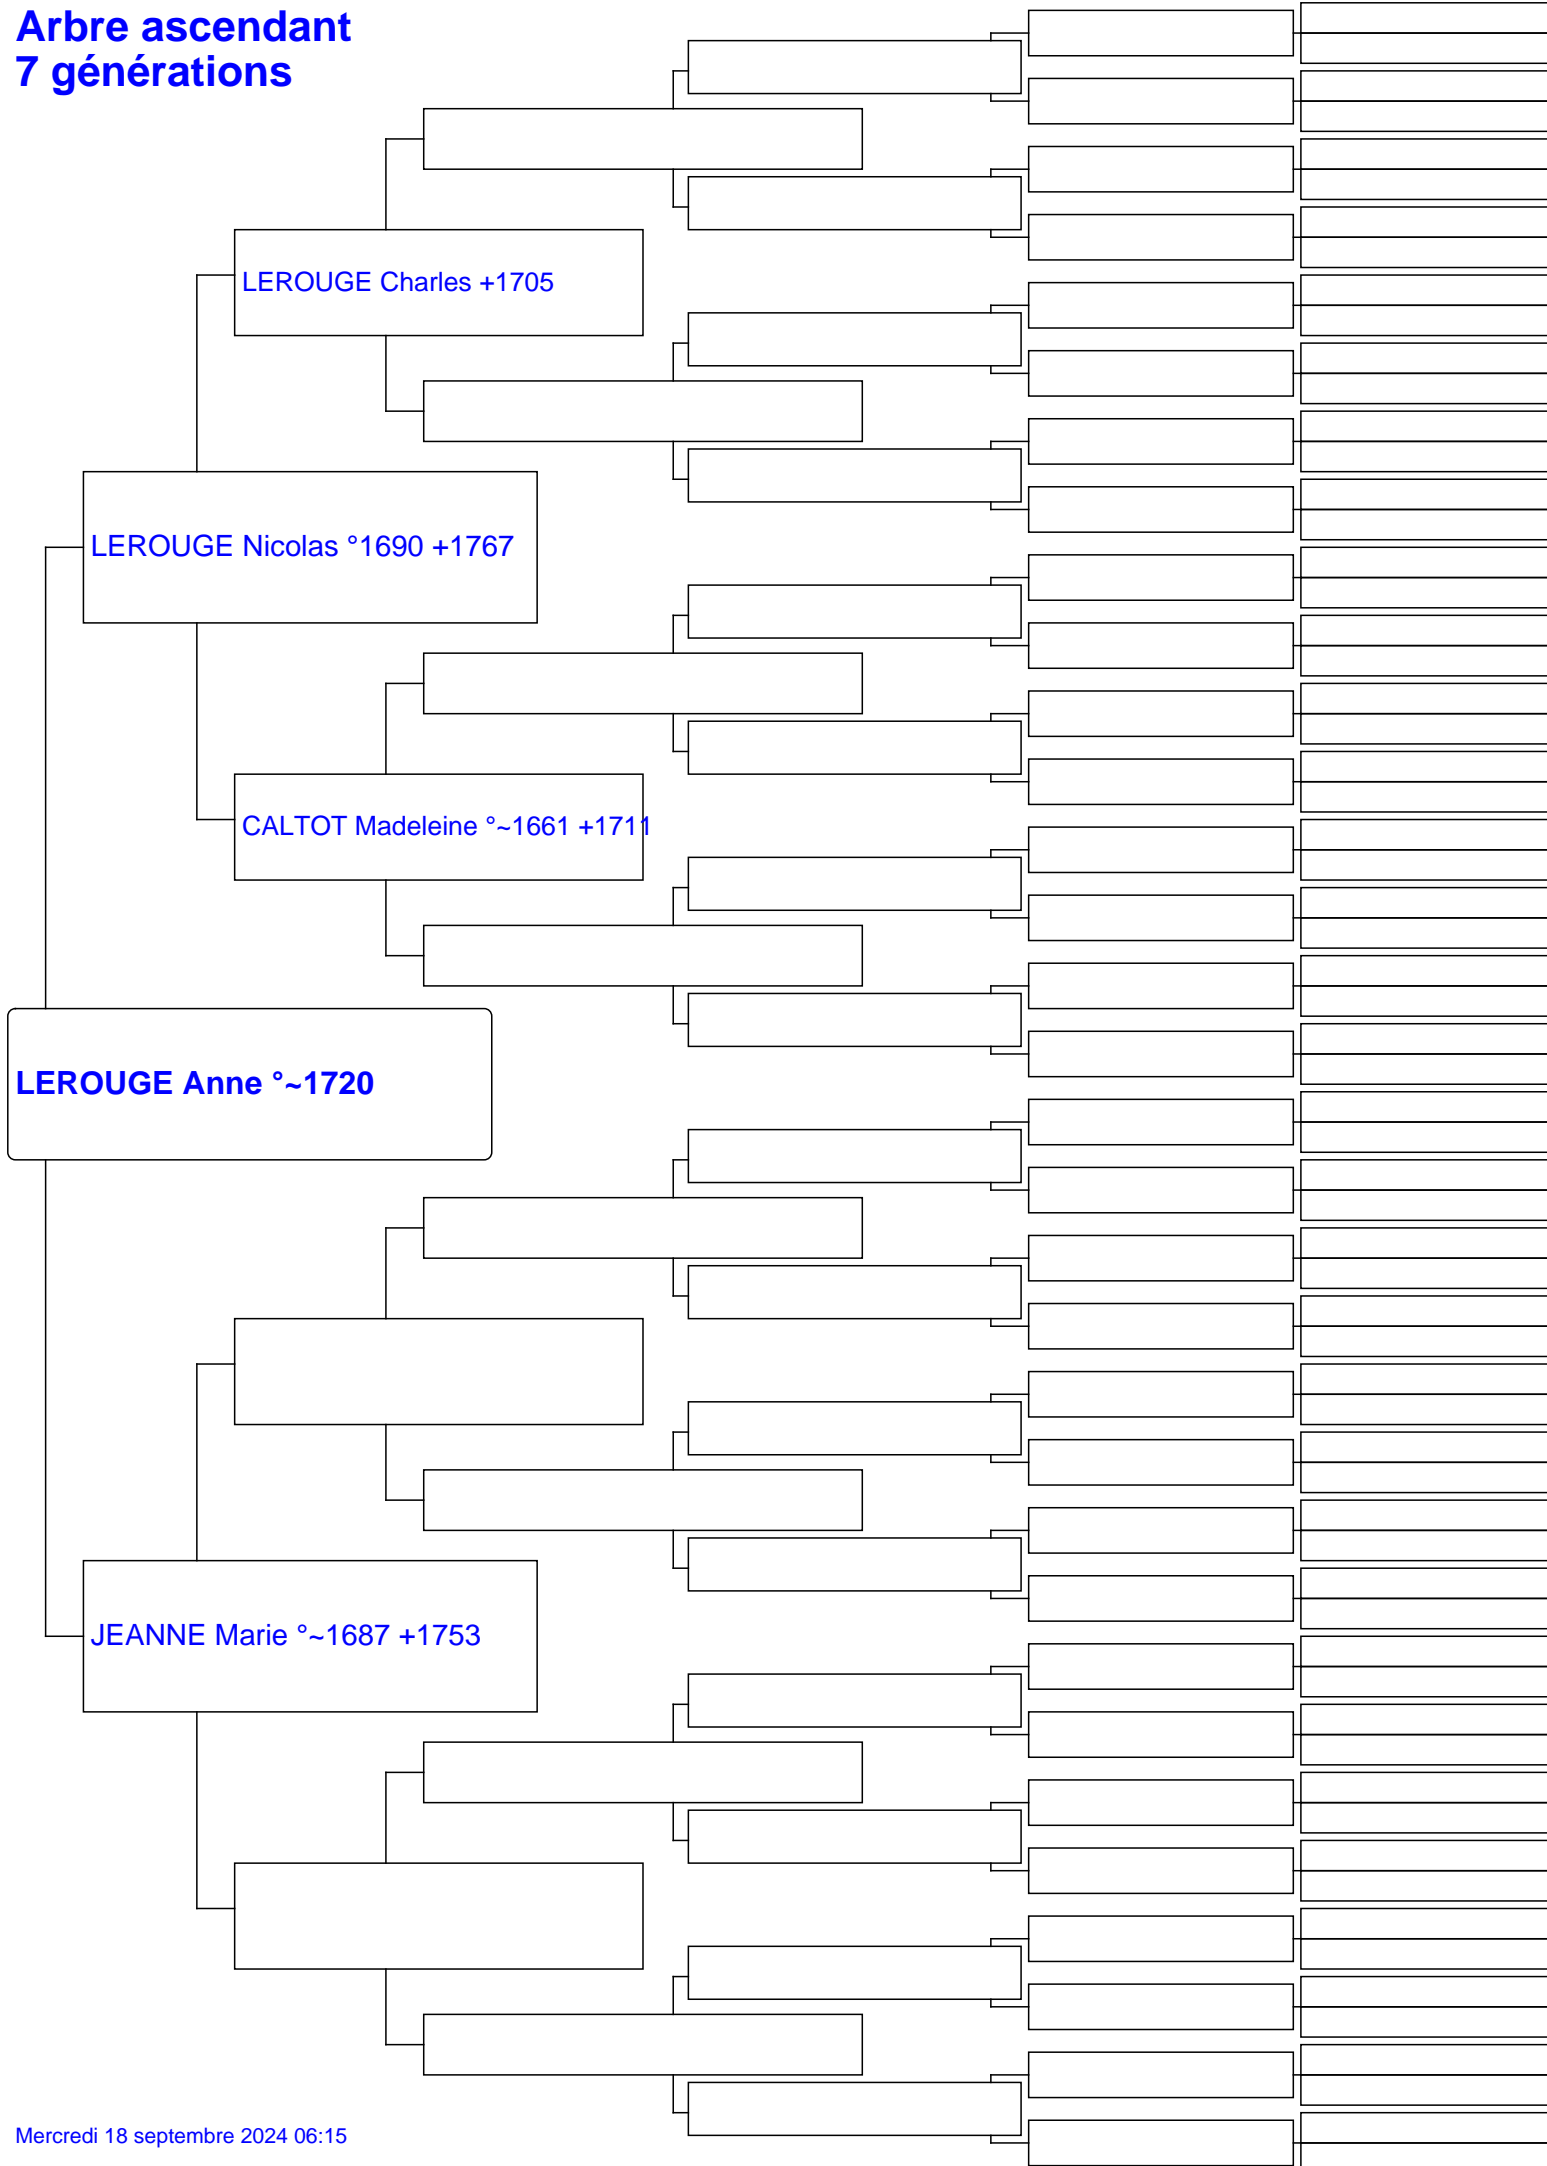 Arbre ascendant
7 générations
LEROUGE Charles +1705
LEROUGE Nicolas °1690 +1767
CALTOT Madeleine °~1661 +1711
LEROUGE Anne °~1720
JEANNE Marie °~1687 +1753
Mercredi 18 septembre 2024 06:15